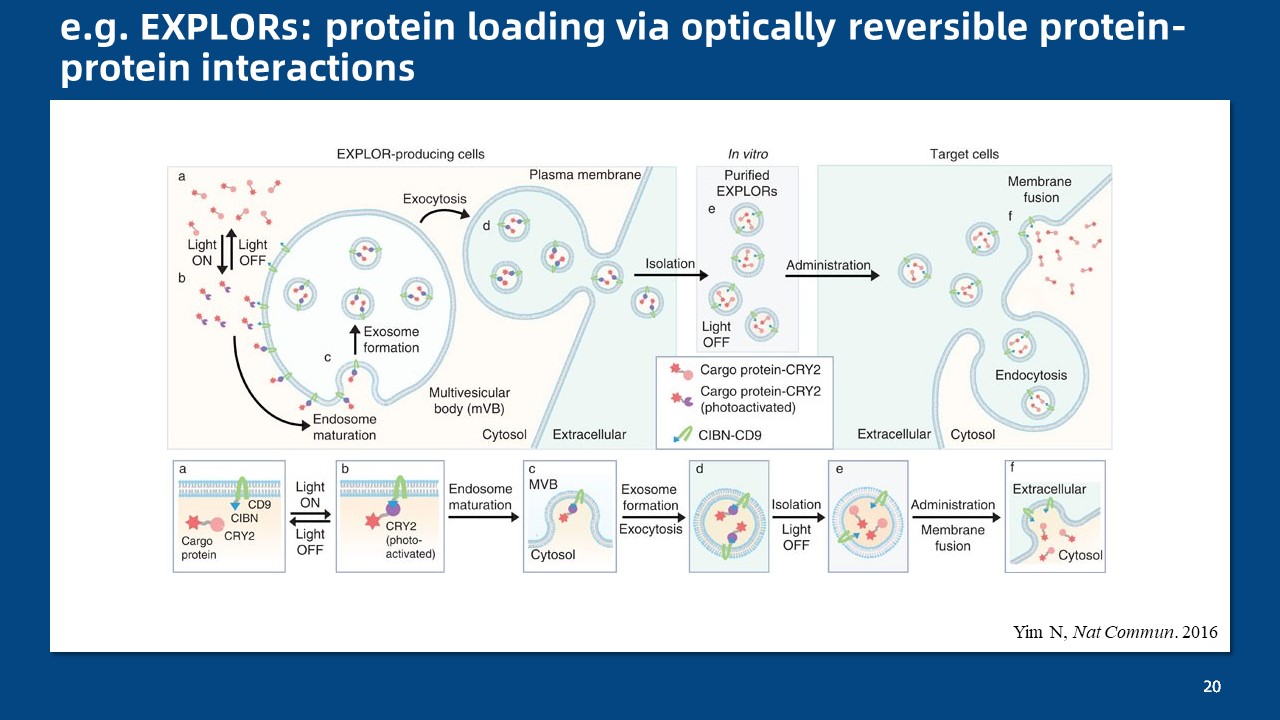 e.g. EXPLORs: protein loading via optically reversible protein-
protein interactions
EXPLOR-producing cells
In vitro
Target cells
a
Plasma membrane
Purified
EXPLORs
Membrane
fusion
Exocytosis
d
e
f
Light
ON
Light
OFF
b
Isolation
Administration
Exosome
formation
c
Light
OFF
Cargo protein-CRY2
Cargo protein-CRY2
(photoactivated)
CIBN-CD9
Endocytosis
Multivesicular
body (mVB)
Endosome
maturation
Cytosol
Extracellular
Extracellular
Cytosol
a
CD9
CIBN
CRY2
Cargo
protein
Light
ON
Light
OFF
b
CRY2
(photo-
activated)
Endosome
maturation
c
MVB
Cytosol
Exosome
formation
Exocytosis
d
Isolation
Light
OFF
e
Administration
Membrane
fusion
f
Extracellular
Cytosol
Yim N, Nat Commun. 2016
20